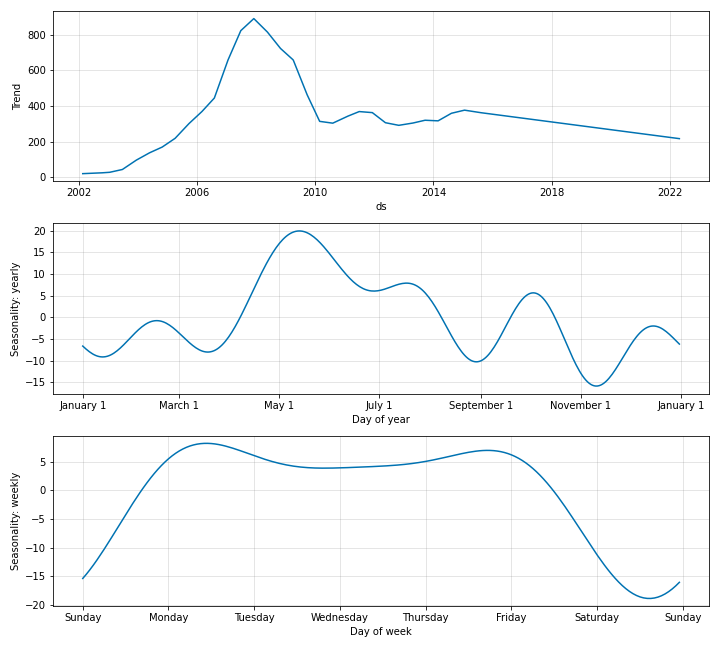 800
600
400
200
0
Trend
2002 2006 2010 2014 2018 2022
ds
20
15
10
5
0
−5
−10
−15
Seasonality: yearly
January 1 March 1 May 1 July 1 September 1 November 1 January 1
Day of year
5
0
−5
−10
−15
−20
Seasonality: weekly
Sunday Monday Tuesday Wednesday Thursday Friday Saturday Sunday
Day of week